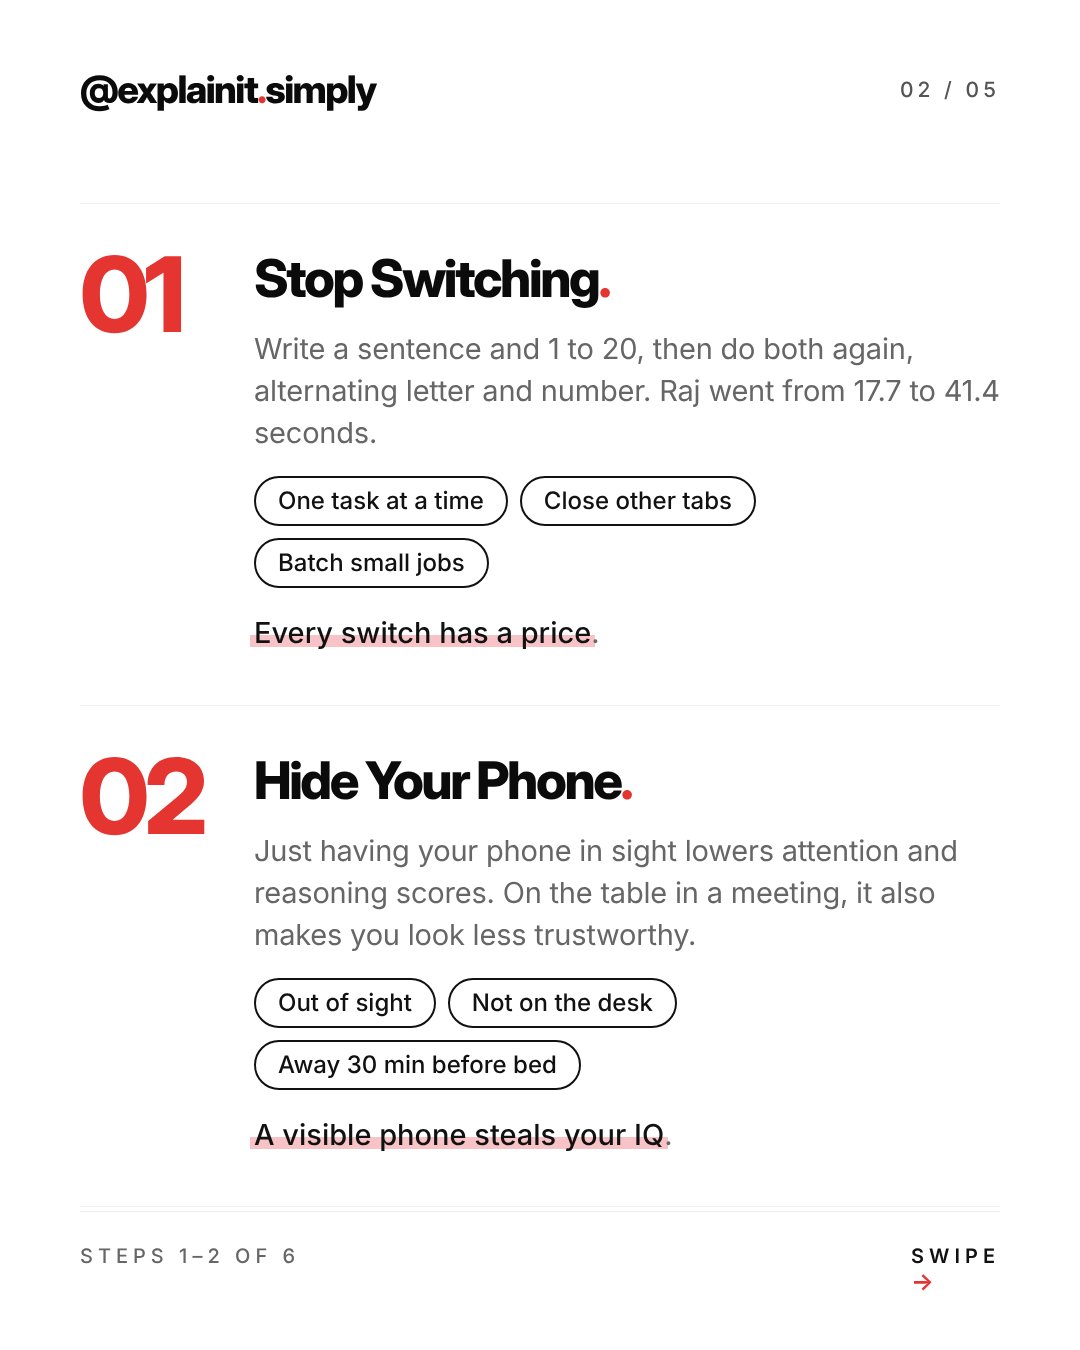 @explainit.simply
02 / 05
01
Stop Switching.
Write a sentence and 1 to 20, then do both again,
alternating letter and number. Raj went from 17.7 to 41.4
seconds.
One task at a time
Close other tabs
Batch small jobs
Every switch has a price.
02
Hide Your Phone.
Just having your phone in sight lowers attention and
reasoning scores. On the table in a meeting, it also
makes you look less trustworthy.
Out of sight
Not on the desk
Away 30 min before bed
A visible phone steals your IQ.
STEPS 1–2 OF 6
SWIPE
→